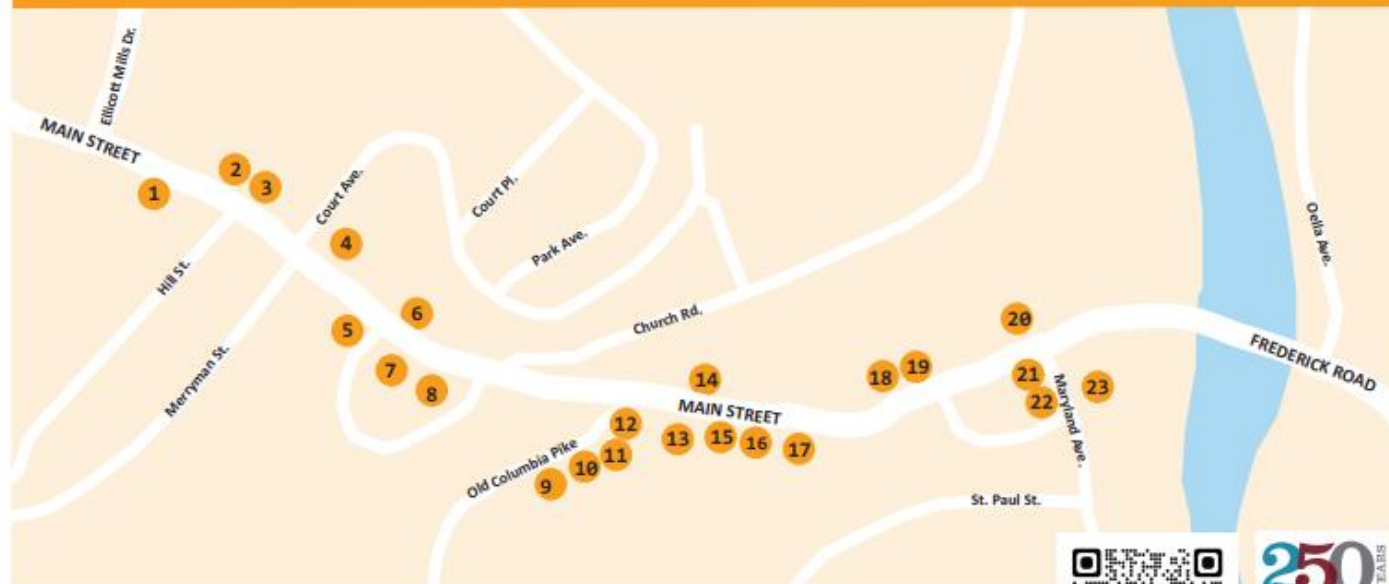 Ellicott Mills Dr.
MAIN STREET
1
2
3
Court Ave.
4
Hill St.
Merryman St.
Court Pl.
Park Ave.
5
6
7
8
Church Rd.
MAIN STREET
Old Columbia Pike
9
10
11
12
13
14
15
16
17
18
19
20
21
22
23
Maryland Ave.
St. Paul St.
Oella Ave.
FREDERICK ROAD
250
YEARS